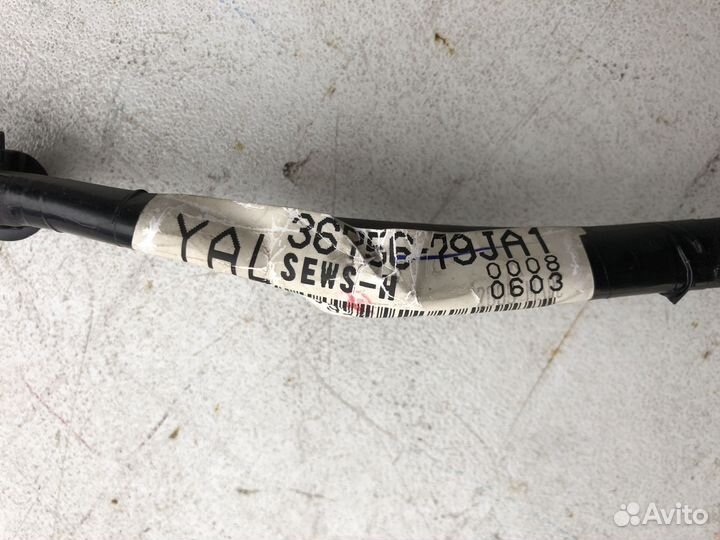 YAL 36756-79JA1
SEWS-H 0008
0603
Avito